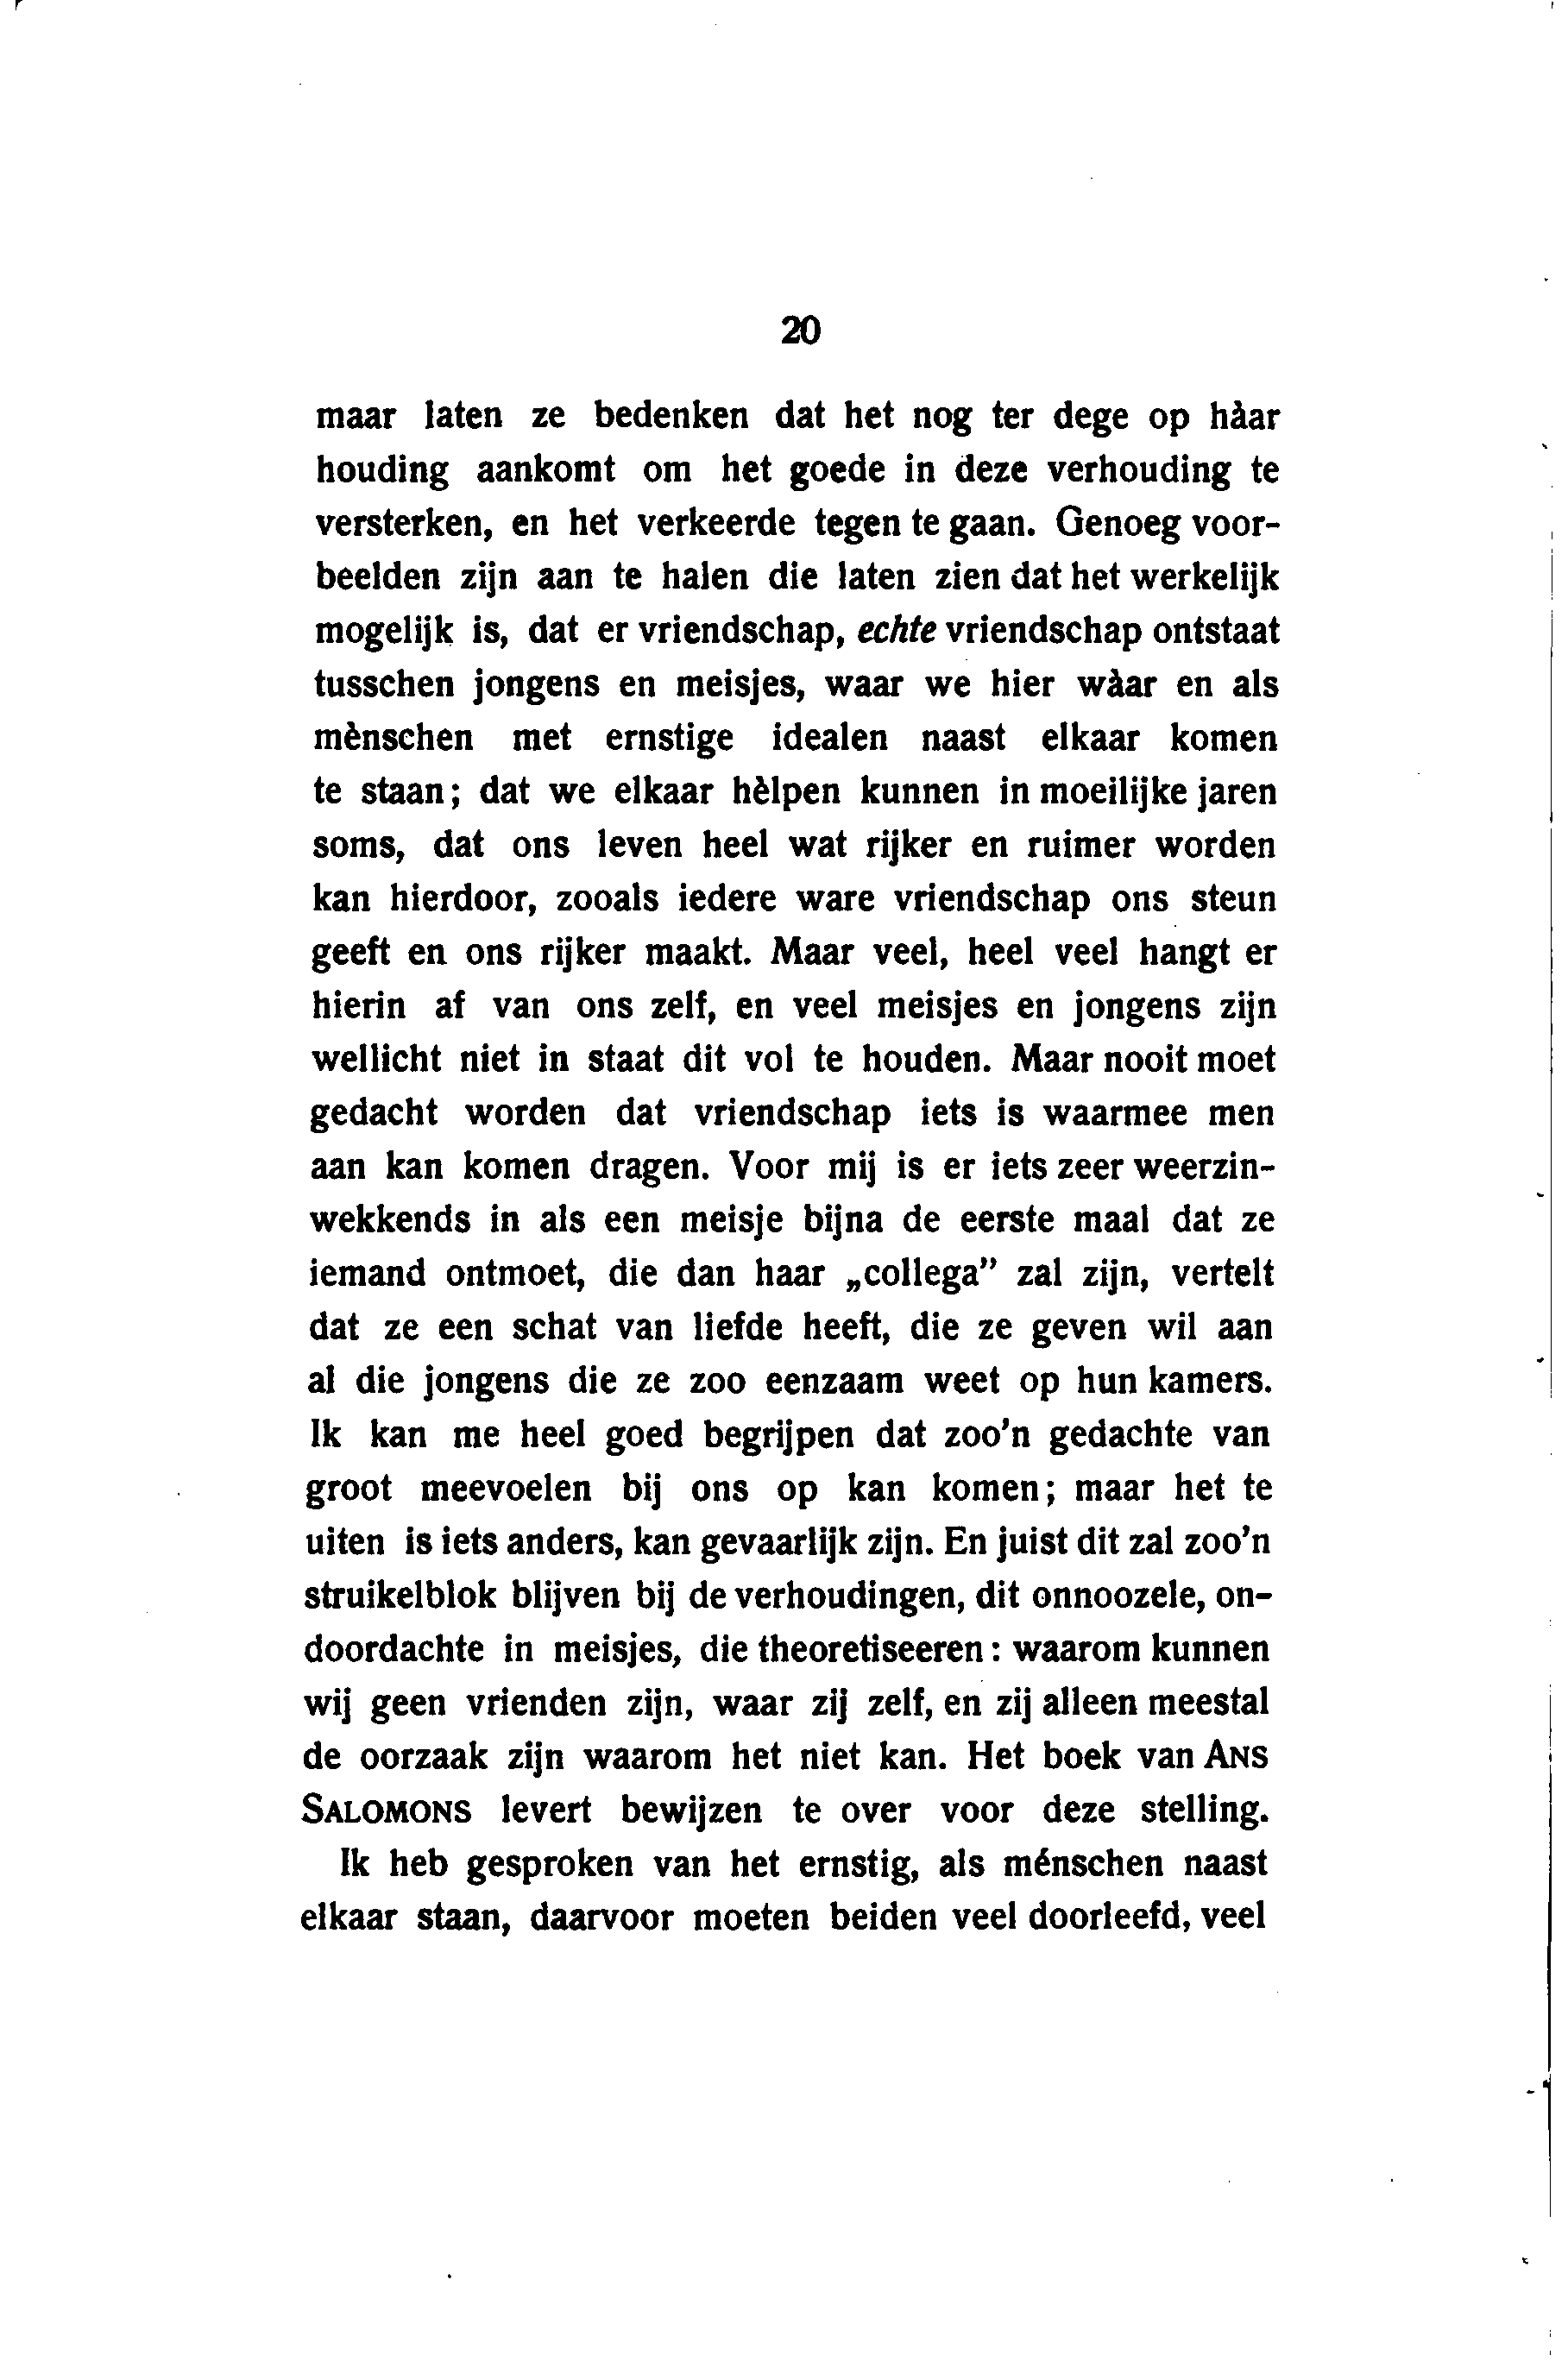 20
maar laten ze bedenken dat het nog ter dege op hàar
houding aankomt om het goede in deze verhouding te
versterken, en het verkeerde tegen te gaan. Genoeg voor-
beelden zijn aan te halen die laten zien dat het werkelijk
mogelijk is, dat er vriendschap, echte vriendschap ontstaat
tusschen jongens en meisjes, waar we hier wàar en als
mènschen met ernstige idealen naast elkaar komen
te staan; dat we elkaar hèlpen kunnen in moeilijke jaren
soms, dat ons leven heel wat rijker en ruimer worden
kan hierdoor, zooals iedere ware vriendschap ons steun
geeft en ons rijker maakt. Maar veel, heel veel hangt er
hierin af van ons zelf, en veel meisjes en jongens zijn
wellicht niet in staat dit vol te houden. Maar nooit moet
gedacht worden dat vriendschap iets is waarmee men
aan kan komen dragen. Voor mij is er iets zeer weerzin-
wekkends in als een meisje bijna de eerste maal dat ze
iemand ontmoet, die dan haar „collega” zal zijn, vertelt
dat ze een schat van liefde heeft, die ze geven wil aan
al die jongens die ze zoo eenzaam weet op hun kamers.
Ik kan me heel goed begrijpen dat zoo'n gedachte van
groot meevoelen bij ons op kan komen; maar het te
uiten is iets anders, kan gevaarlijk zijn. En juist dit zal zoo'n
struikelblok blijven bij de verhoudingen, dit onnoozele, on-
doordachte in meisjes, die theoretiseeren: waarom kunnen
wij geen vrienden zijn, waar zij zelf, en zij alleen meestal
de oorzaak zijn waarom het niet kan. Het boek van ANS
SALOMONS levert bewijzen te over voor deze stelling.
Ik heb gesproken van het ernstig, als ménschen naast
elkaar staan, daarvoor moeten beiden veel doorleefd, veel